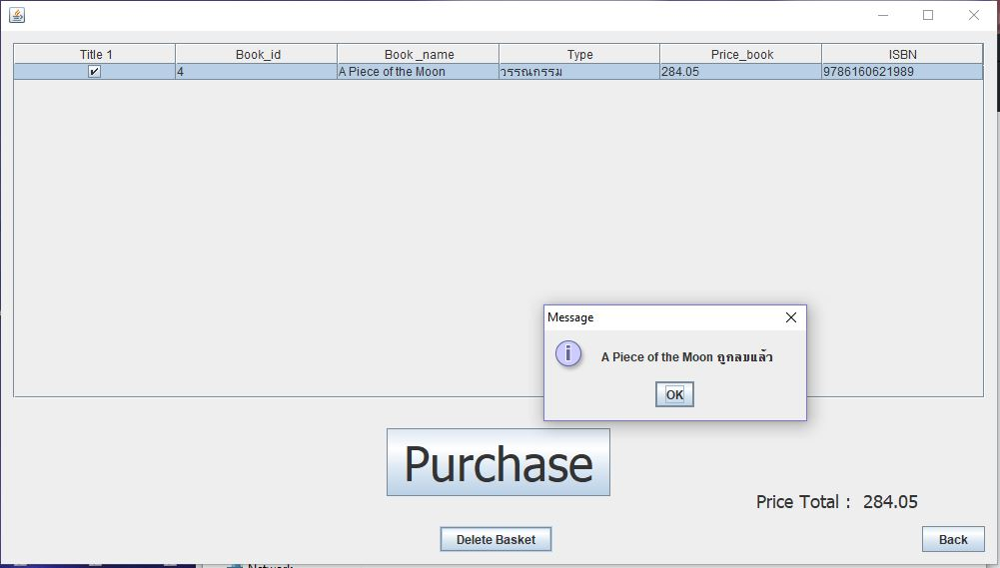 Title 1 Book_id Book _name Type Price_book ISBN
4 A Piece of the Moon วรรณกรรม 284.05 9786160621989
Message
A Piece of the Moon ถูกลบแล้ว
OK
Purchase
Price Total : 284.05
Delete Basket
Back
Network